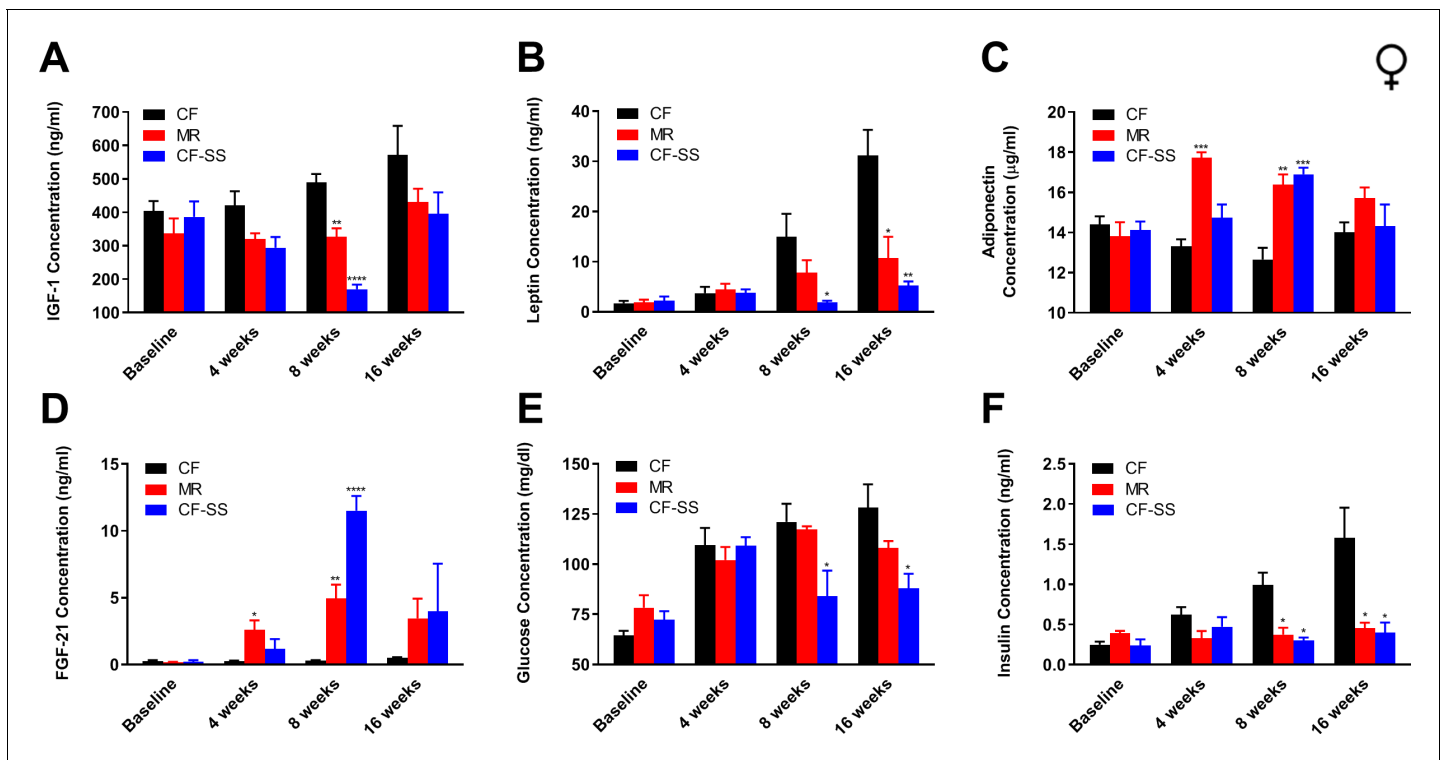 A
IGF-1 Concentration (ng/ml)
700
600
500
400
300
200
100
CF
MR
CF-SS
**
****
Baseline
4 weeks
8 weeks
16 weeks
B
Leptin Concentration (ng/ml)
40
30
20
10
0
CF
MR
CF-SS
*
*
**
Baseline
4 weeks
8 weeks
16 weeks
C
♀
Adiponectin
Concentration (µg/ml)
20
18
16
14
12
10
CF
MR
CF-SS
***
**
***
Baseline
4 weeks
8 weeks
16 weeks
D
FGF-21 Concentration (ng/ml)
15
10
5
0
CF
MR
CF-SS
*
**
****
Baseline
4 weeks
8 weeks
16 weeks
E
Glucose Concentration (mg/dl)
150
125
100
75
50
CF
MR
CF-SS
*
*
Baseline
4 weeks
8 weeks
16 weeks
F
Insulin Concentration (ng/ml)
2.5
2.0
1.5
1.0
0.5
0.0
CF
MR
CF-SS
*
*
*
*
Baseline
4 weeks
8 weeks
16 weeks